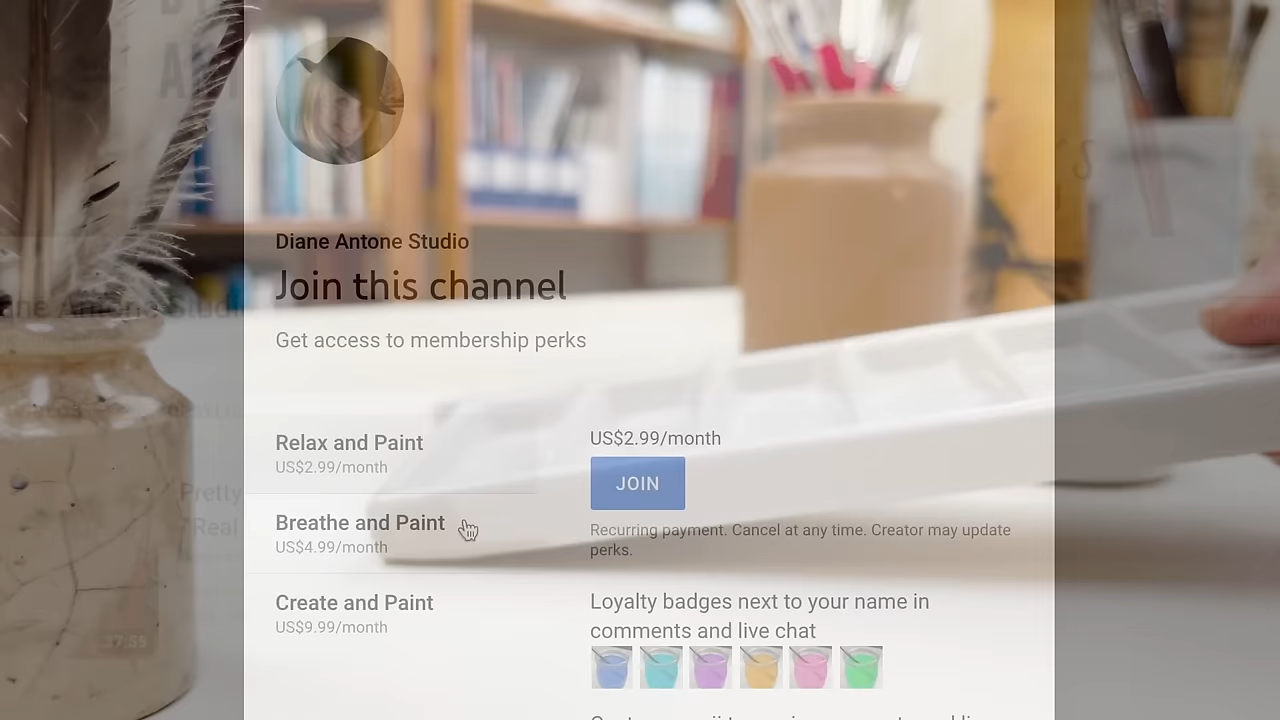 Diane Antone Studio
Join this channel
Get access to membership perks
Relax and Paint
US$2.99/month
Breathe and Paint
US$4.99/month
Create and Paint
US$9.99/month
US$2.99/month
JOIN
Recurring payment. Cancel at any time. Creator may update
perks.
Loyalty badges next to your name in
comments and live chat
Pretty
Real